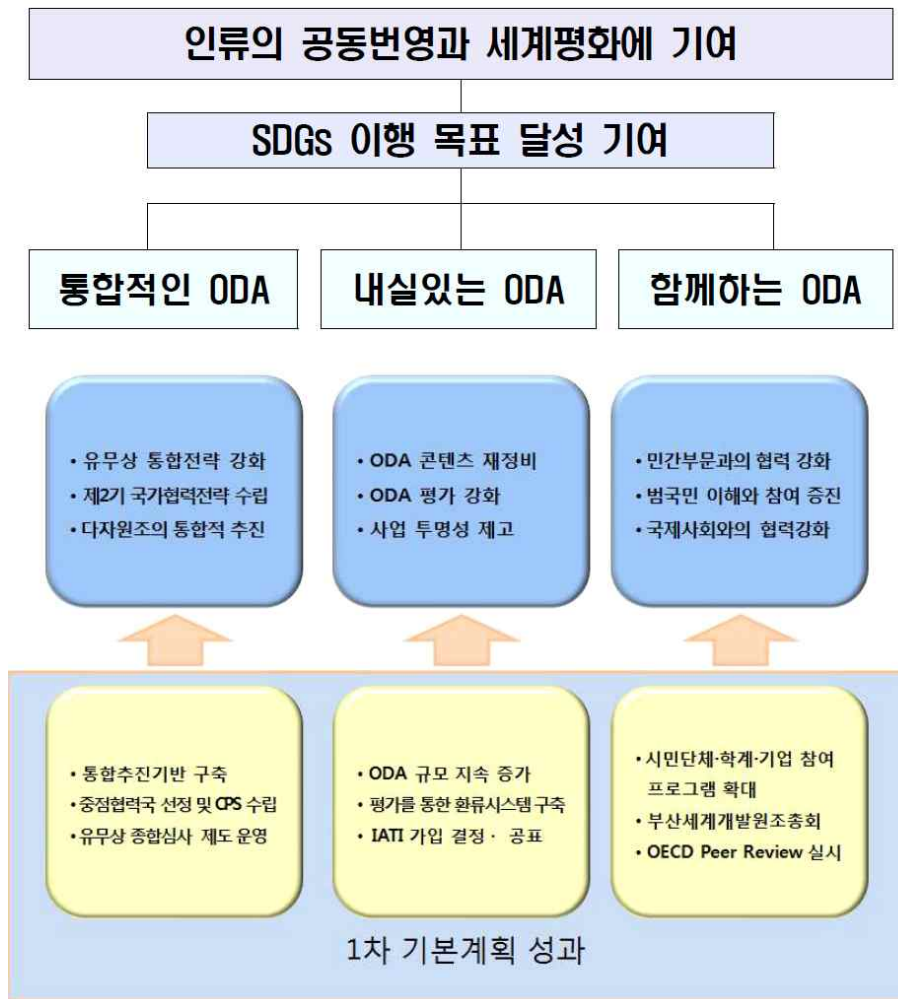 인류의 공동번영과 세계평화에 기여
SDGs 이행 목표 달성 기여
통합적인 ODA
내실있는 ODA
함께하는 ODA
• 유무상 통합전략 강화
• 제2기 국가협력전략 수립
• 다자원조의 통합적 추진
• ODA 콘텐츠 재정비
• ODA 평가 강화
• 사업 투명성 제고
• 민간부문과의 협력 강화
• 범국민 이해와 참여 증진
• 국제사회와의 협력강화
• 통합추진기반 구축
• 중점협력국 선정 및 CPS 수립
• 유무상 종합심사 제도 운영
• ODA 규모 지속 증가
• 평가를 통한 환류시스템 구축
• IATI 가입 결정· 공표
• 시민단체·학계·기업 참여
프로그램 확대
• 부산세계개발원조총회
• OECD Peer Review 실시
1차 기본계획 성과